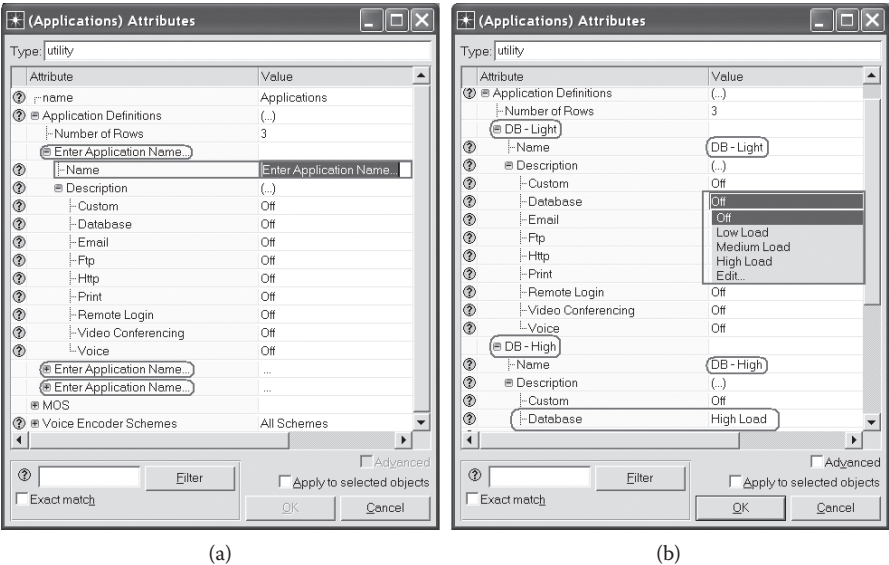 (Applications) Attributes
Type: utility
Attribute Value
name Applications
Application Definitions (...)
Number of Rows 3
Enter Application Name...
Name Enter Application Name...
Description (...)
Custom Off
Database Off
Email Off
Ftp Off
Http Off
Print Off
Remote Login Off
Video Conferencing Off
Voice Off
Enter Application Name... ...
Enter Application Name... ...
MOS
Voice Encoder Schemes All Schemes
Advanced
Filter
Apply to selected objects
Exact match
OK Cancel
(a)
(Applications) Attributes
Type: utility
Attribute Value
Application Definitions (...)
Number of Rows 3
DB - Light
Name DB - Light
Description (...)
Custom Off
Database Off
Email Off
Ftp Low Load
Medium Load
Http High Load
Print Edit...
Remote Login Off
Video Conferencing Off
Voice Off
DB - High
Name DB - High
Description (...)
Custom Off
Database High Load
Advanced
Filter
Apply to selected objects
Exact match
OK Cancel
(b)